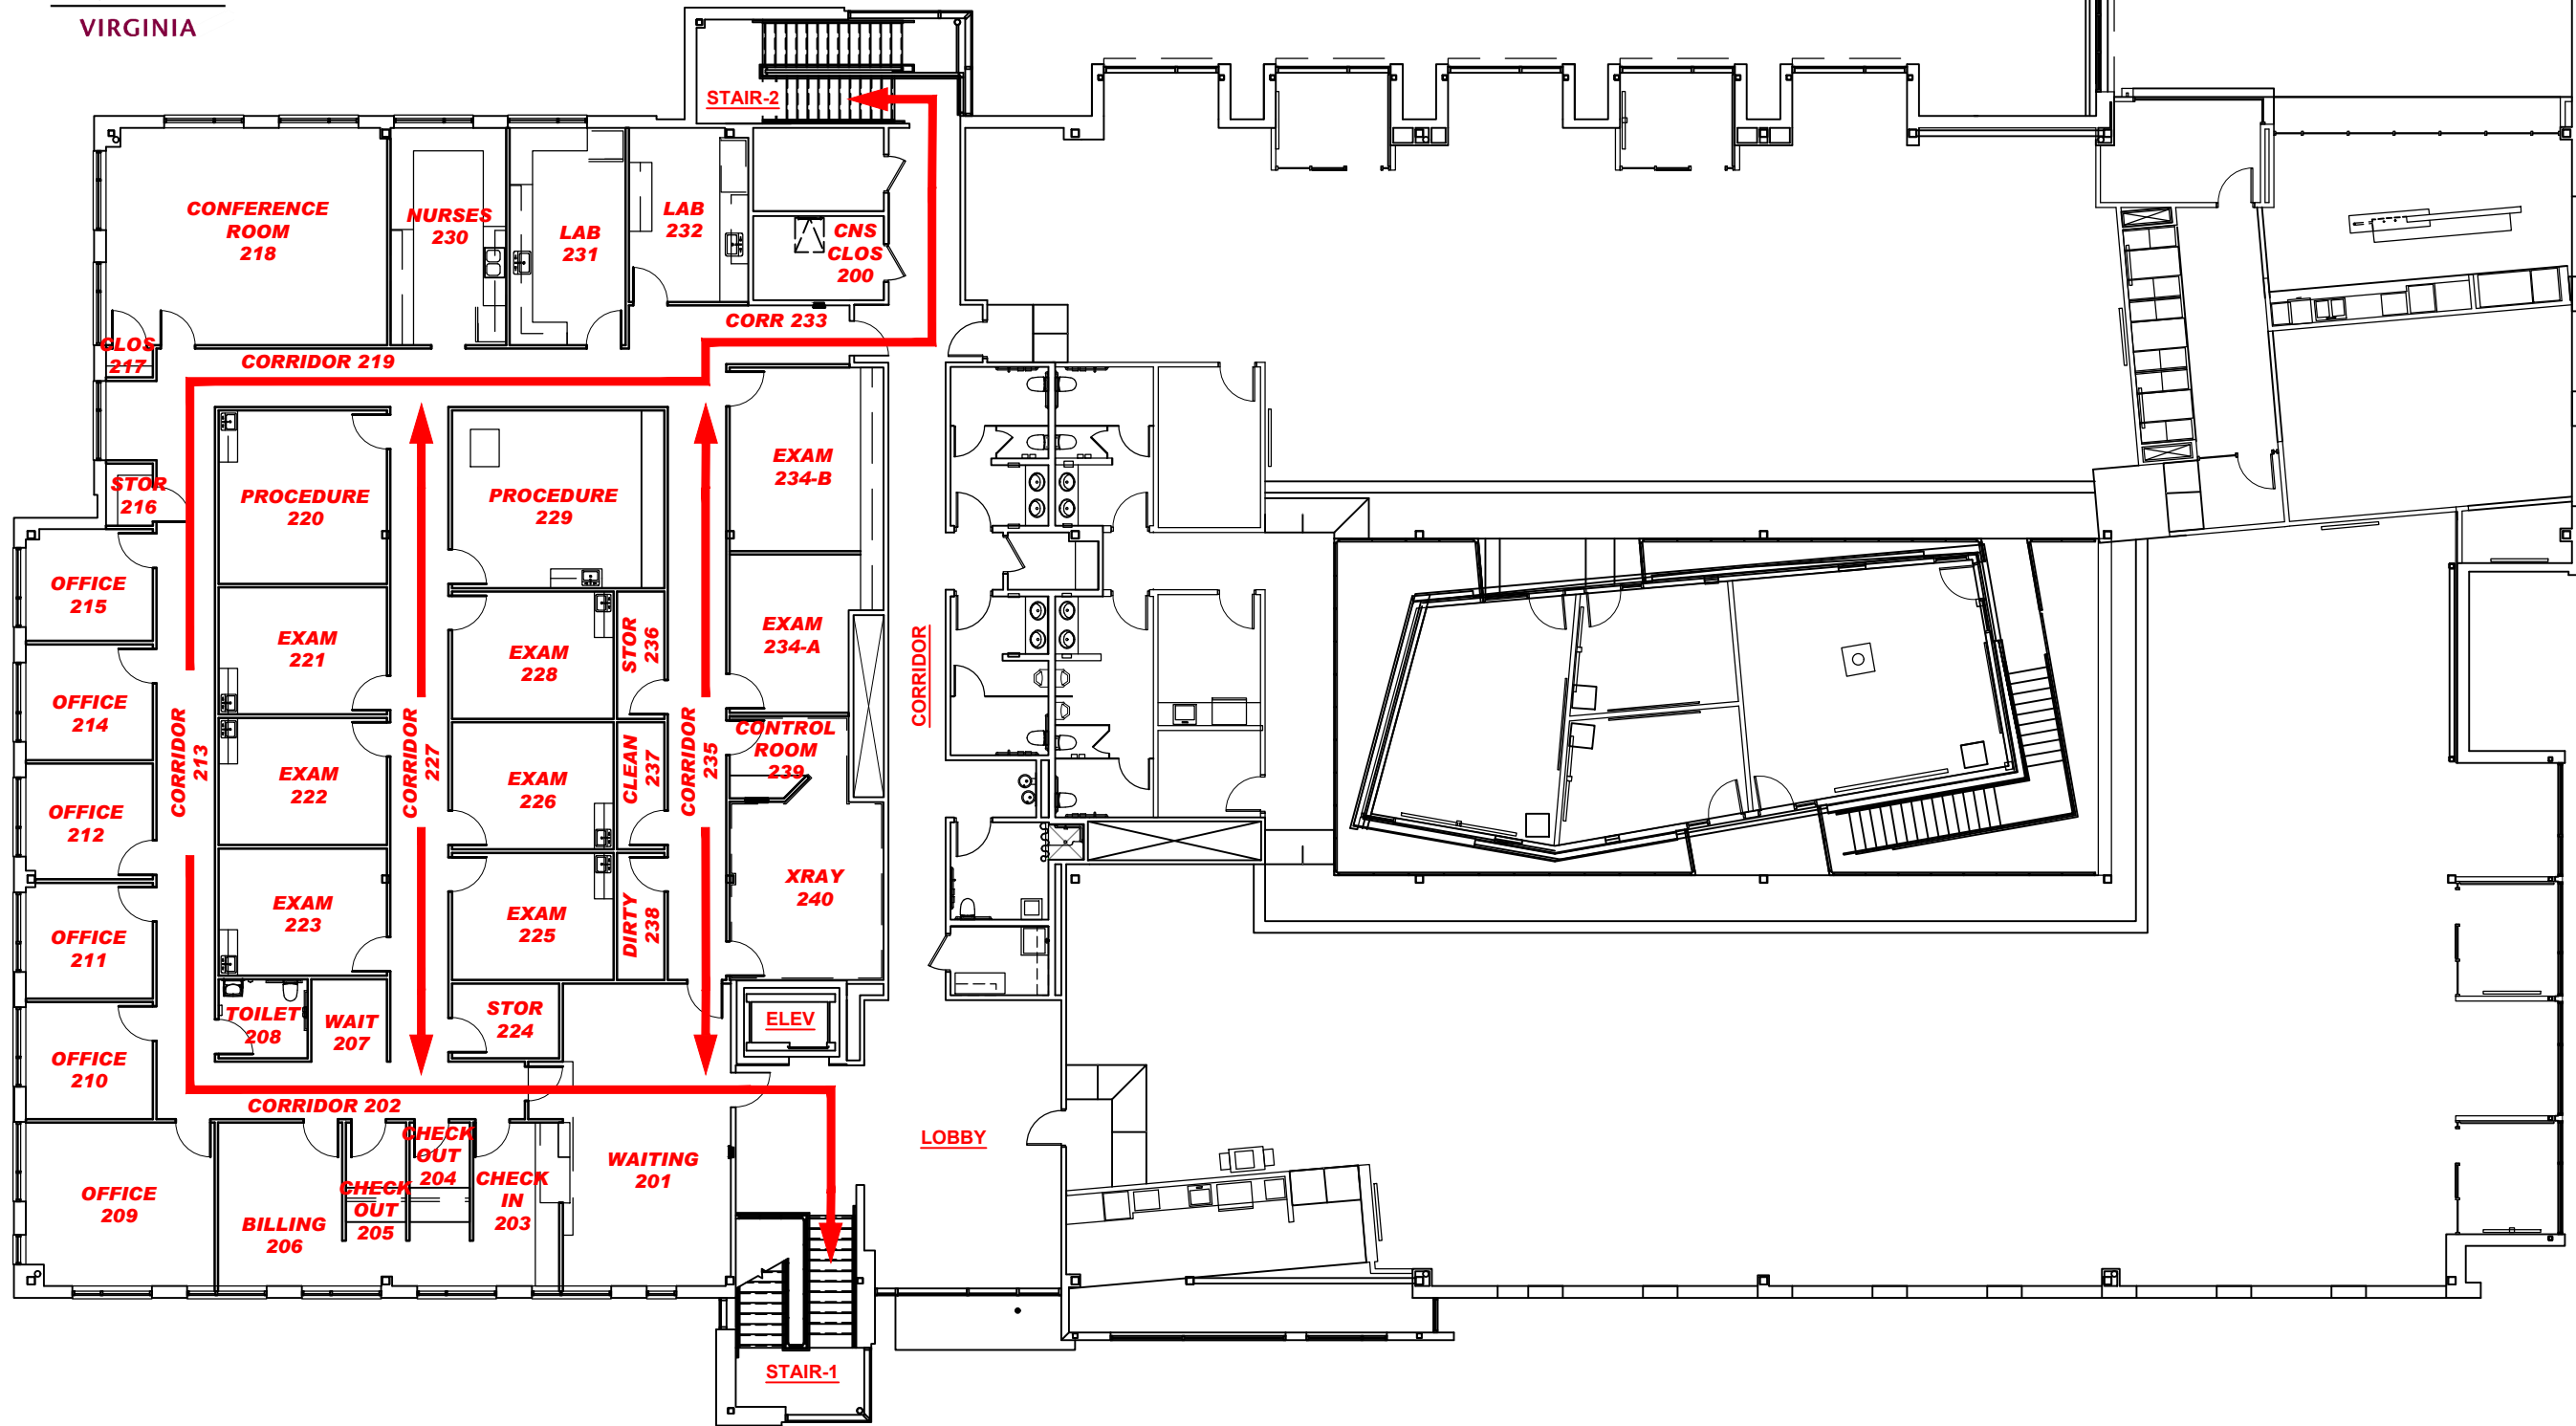 VIRGINIA
STAIR-2
CONFERENCE
ROOM
218
NURSES
230
LAB
231
LAB
232
CNS
CLOS
200
CORR 233
CLOS
217
CORRIDOR 219
STOR
216
PROCEDURE
220
PROCEDURE
229
EXAM
234-B
OFFICE
215
EXAM
221
EXAM
228
STOR
236
EXAM
234-A
CORRIDOR
OFFICE
214
CORRIDOR
213
CORRIDOR
227
CORRIDOR
235
CONTROL
ROOM
239
OFFICE
212
EXAM
222
EXAM
226
CLEAN
237
XRAY
240
OFFICE
211
EXAM
223
EXAM
225
DIRTY
238
TOILET
208
WAIT
207
STOR
224
ELEV
OFFICE
210
CORRIDOR 202
LOBBY
OFFICE
209
BILLING
206
CHECK
OUT
205
CHECK
OUT
204
CHECK
IN
203
WAITING
201
STAIR-1